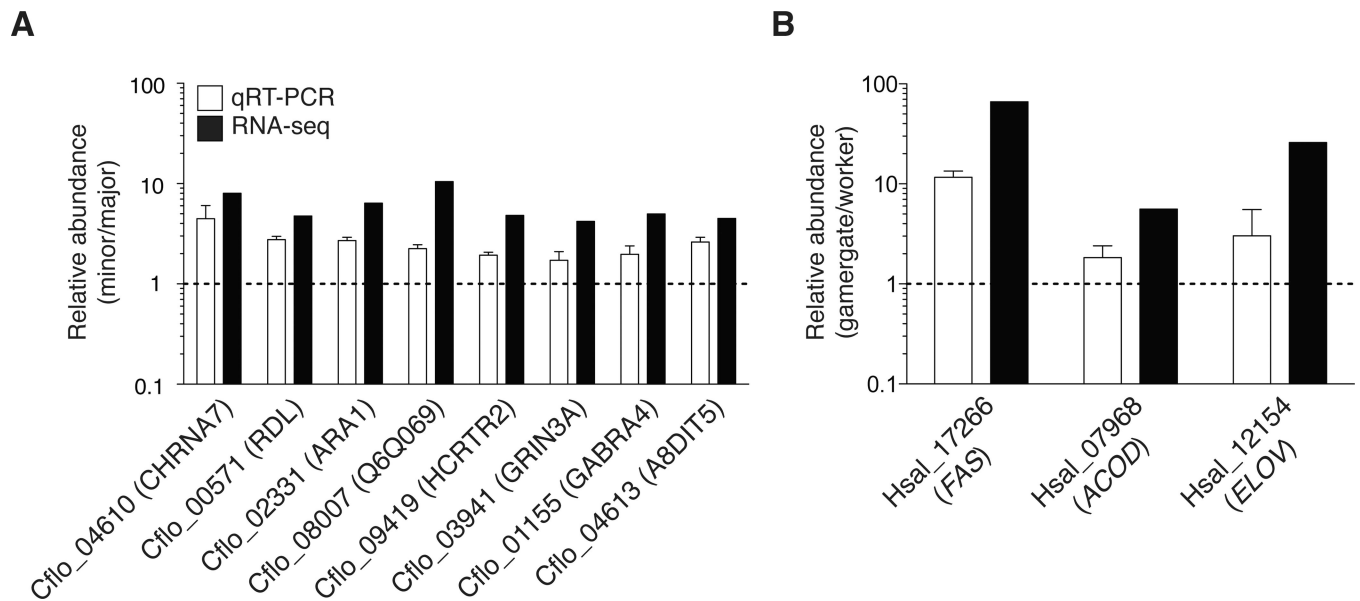 A
Relative abundance
(minor/major)
100
10
1
0.1
qRT-PCR
RNA-seq
Cflo_04610 (CHRNA7)
Cflo_00571 (RDL)
Cflo_02331 (ARA1)
Cflo_08007 (Q6Q069)
Cflo_09419 (HCRTR2)
Cflo_03941 (GRIN3A)
Cflo_01155 (GABRA4)
Cflo_04613 (A8DIT5)
B
Relative abundance
(gamergate/worker)
100
10
1
0.1
Hsal_17266
(FAS)
Hsal_07968
(ACOD)
Hsal_12154
(ELOV)